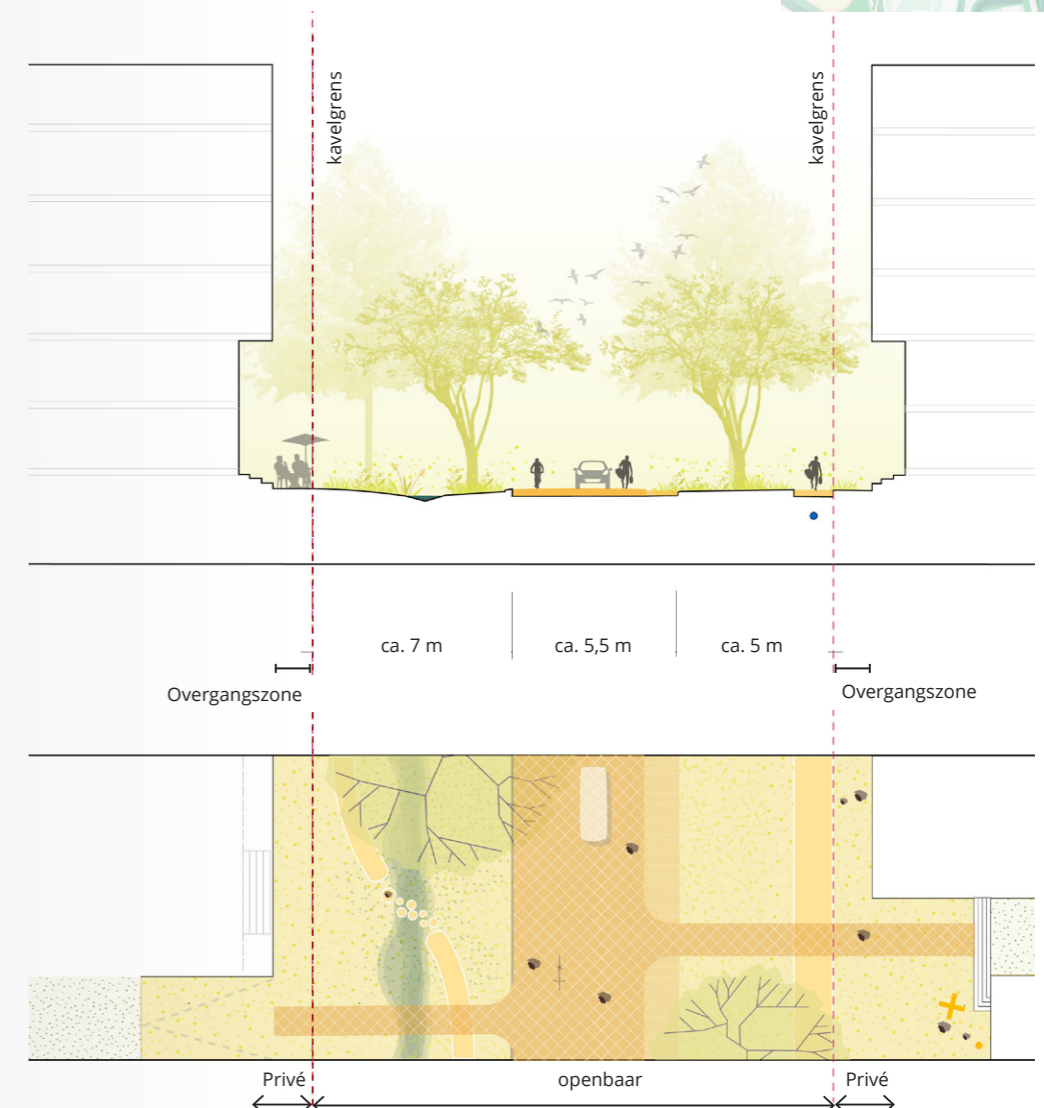 kavelgrens
kavelgrens
ca. 7 m
ca. 5,5 m
ca. 5 m
Overgangszone
Overgangszone
Privé
openbaar
Privé